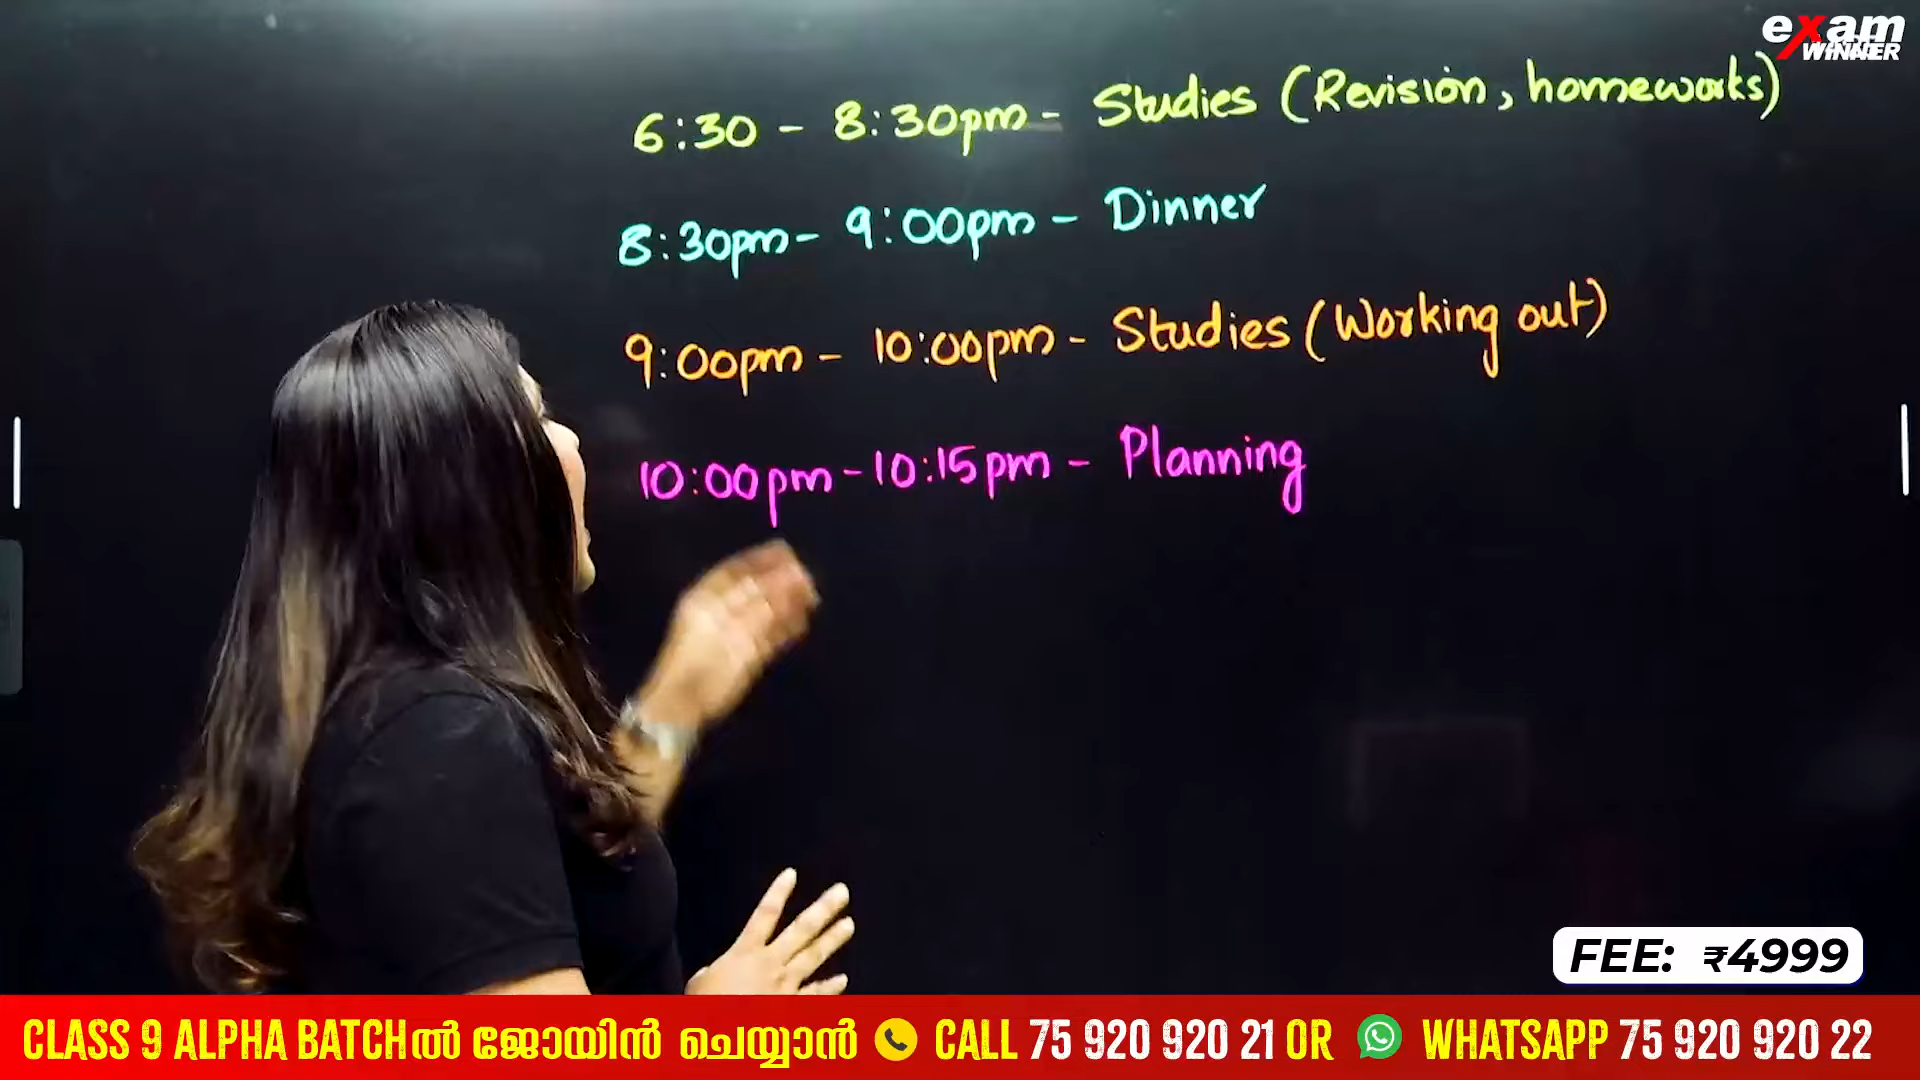 exam
WINNER
6:30 - 8:30pm - Studies (Revision, homeworks)
8:30pm - 9:00pm - Dinner
9:00pm - 10:00pm - Studies (Working out)
10:00pm - 10:15pm - Planning
FEE: ₹4999
CLASS 9 ALPHA BATCHൽ ജോയിൻ ചെയ്യാൻ CALL 75 920 920 21 OR WHATSAPP 75 920 920 22